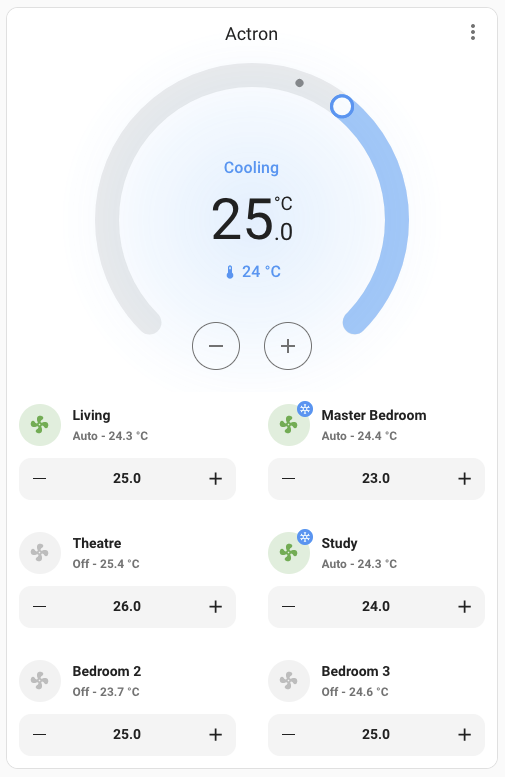 Actron
Cooling
25.0 °C
24 °C
Living
Auto - 24.3 °C
25.0
Master Bedroom
Auto - 24.4 °C
23.0
Theatre
Off - 25.4 °C
26.0
Study
Auto - 24.3 °C
24.0
Bedroom 2
Off - 23.7 °C
25.0
Bedroom 3
Off - 24.6 °C
25.0